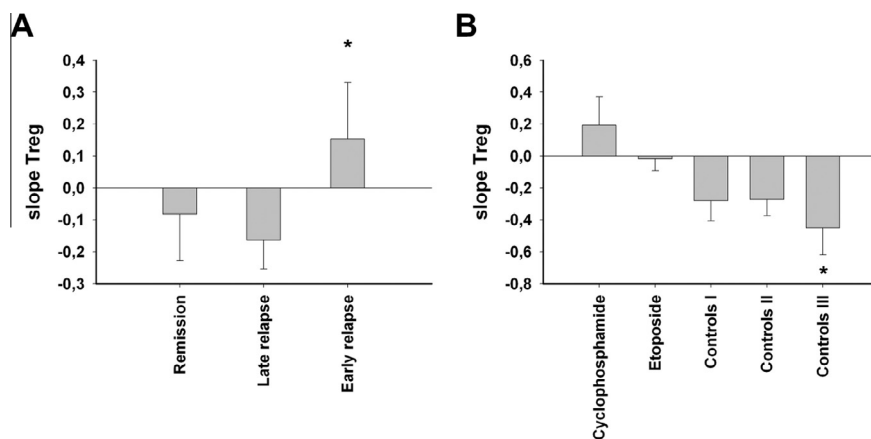 A
slope Treg
0,4
0,3
0,2
0,1
0,0
-0,1
-0,2
-0,3
*
Remission
Late relapse
Early relapse
B
slope Treg
0,6
0,4
0,2
0,0
-0,2
-0,4
-0,6
-0,8
*
Cyclophosphamide
Etoposide
Controls I
Controls II
Controls III